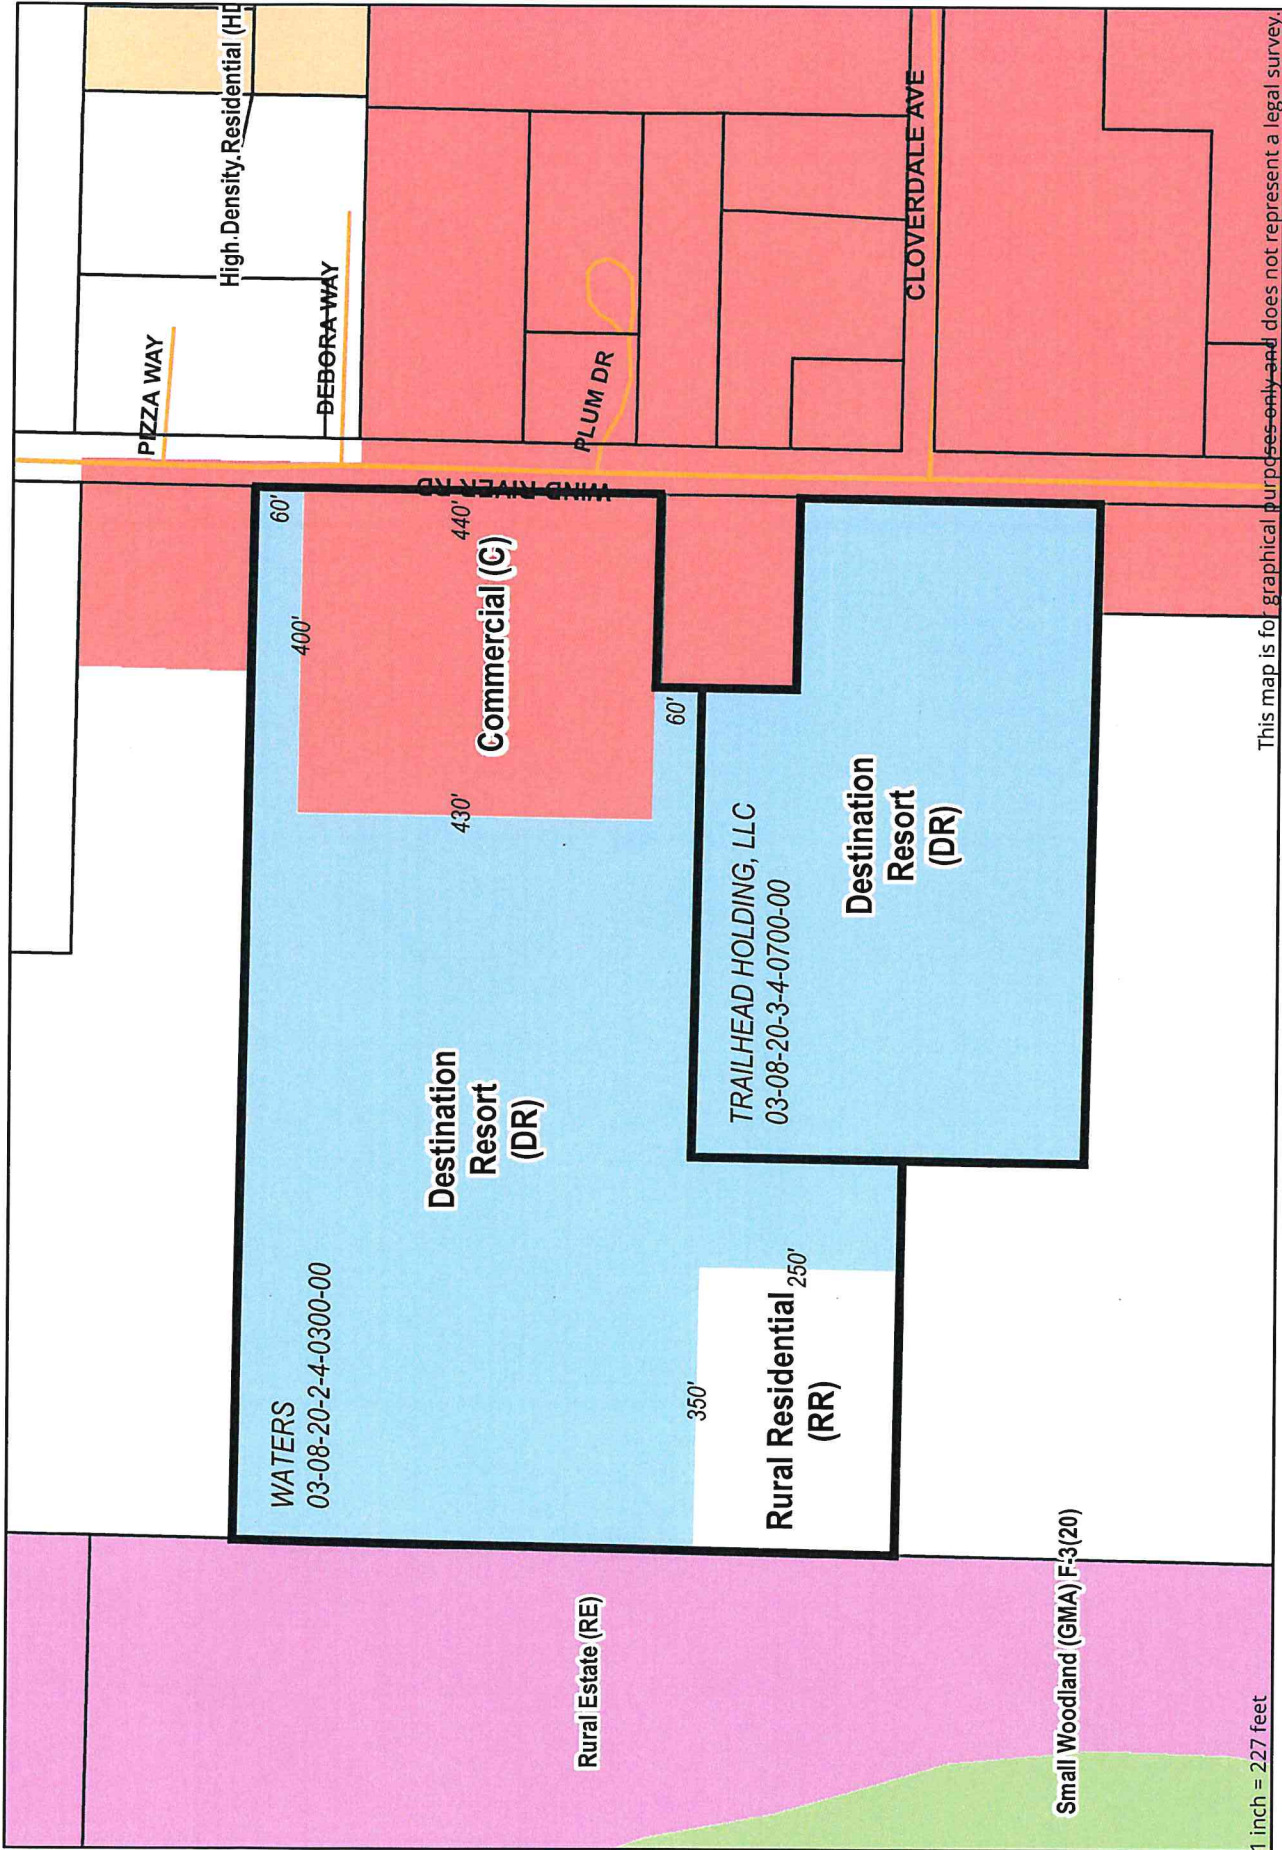 WATERS
03-08-20-2-4-0300-00
Destination
Resort
(DR)
60'
400'
440'
Commercial (C)
430'
60'
WIND RIVER RD
PIZZA WAY
DEBORA WAY
High Density Residential (HD
PLUM DR
CLOVERDALE AVE
TRAILHEAD HOLDING, LLC
03-08-20-3-4-0700-00
Destination
Resort
(DR)
350'
250'
Rural Residential
(RR)
Rural Estate (RE)
Small Woodland (GMA) F-3(20)
1 inch = 227 feet
This map is for graphical purposes only and does not represent a legal survey.